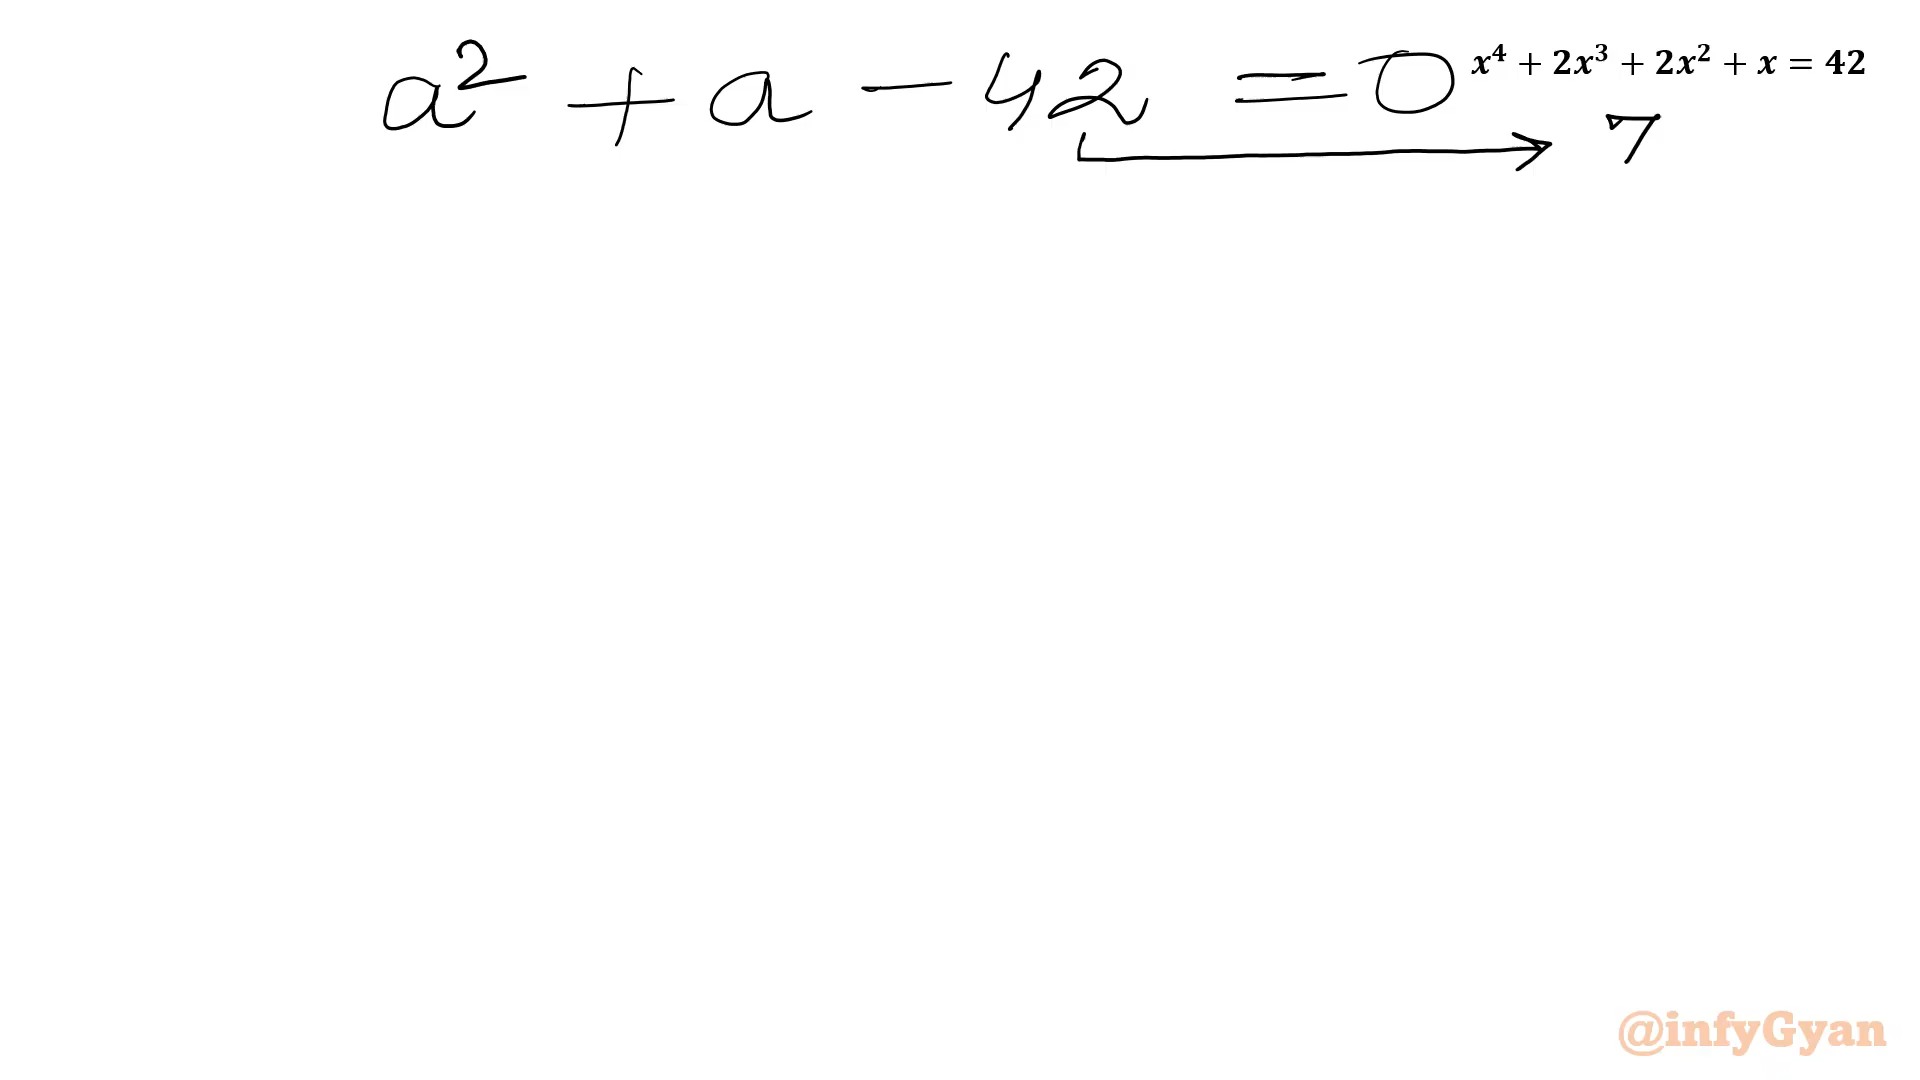 a² + a - 42 = 0
x⁴ + 2x³ + 2x² + x = 42
7
@infyGyan